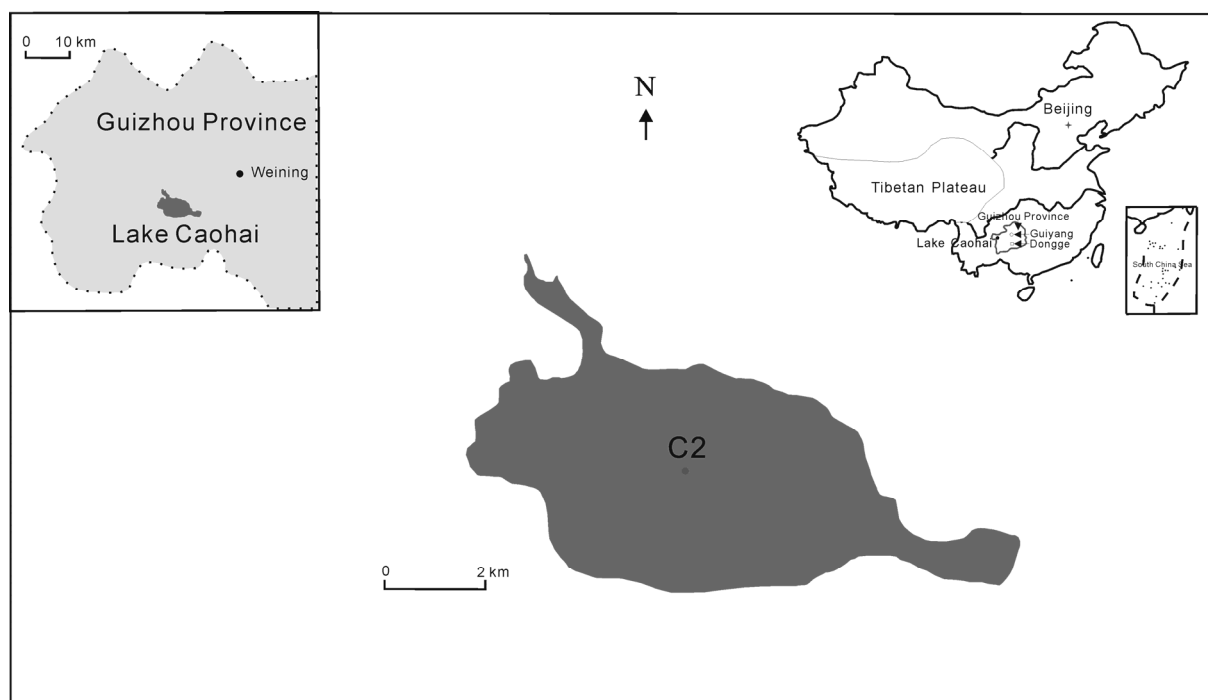 0 10 km
Guizhou Province
Weining
Lake Caohai
N
Beijing
Tibetan Plateau
Guizhou Province
Lake Caohai
Guiyang
Dongge
South China Sea
C2
0 2 km